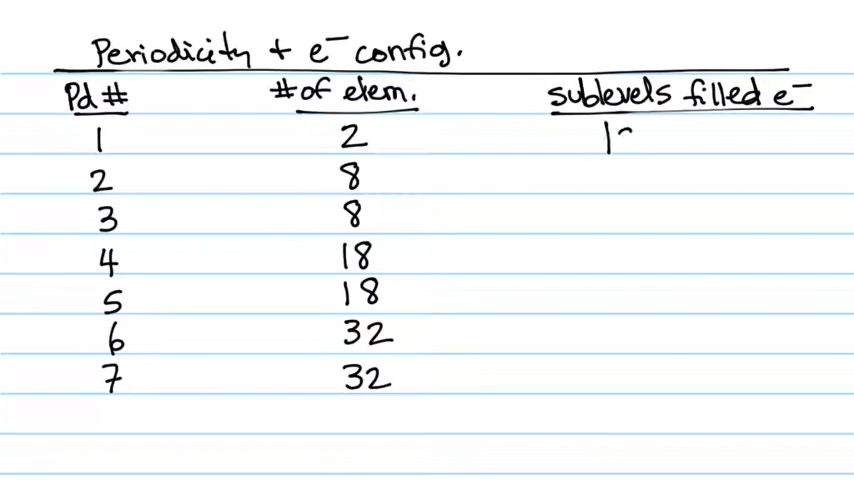 Periodicity + e⁻ config.
Pd # # of elem. sublevels filled e⁻
1 2 1
2 8
3 8
4 18
5 18
6 32
7 32